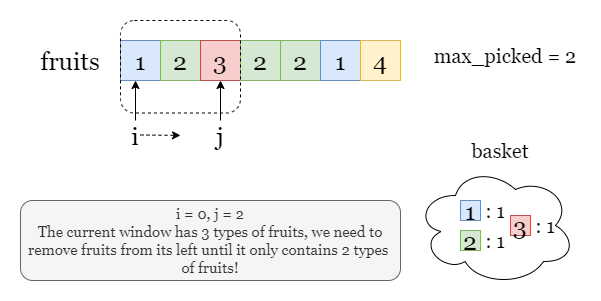 fruits 1 2 3 2 2 1 4 max_picked = 2
i j
basket
1 : 1
3 : 1
2 : 1
i = 0, j = 2
The current window has 3 types of fruits, we need to
remove fruits from its left until it only contains 2 types
of fruits!